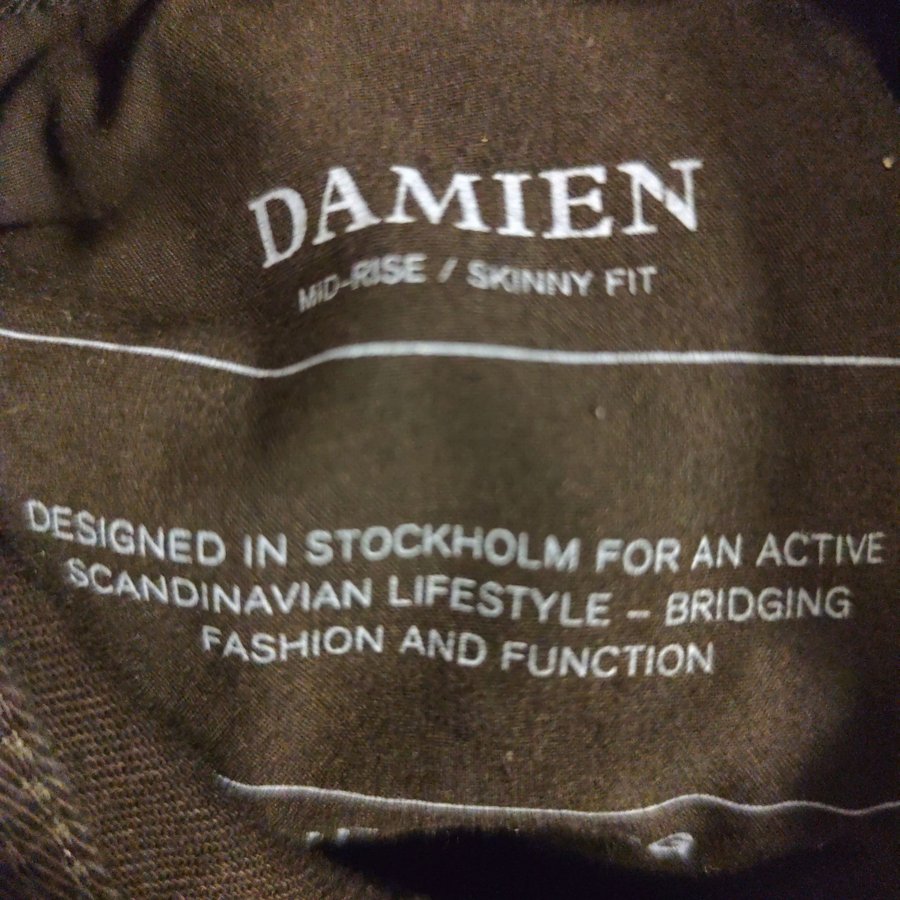 DAMIEN
MID-RISE / SKINNY FIT
DESIGNED IN STOCKHOLM FOR AN ACTIVE
SCANDINAVIAN LIFESTYLE – BRIDGING
FASHION AND FUNCTION